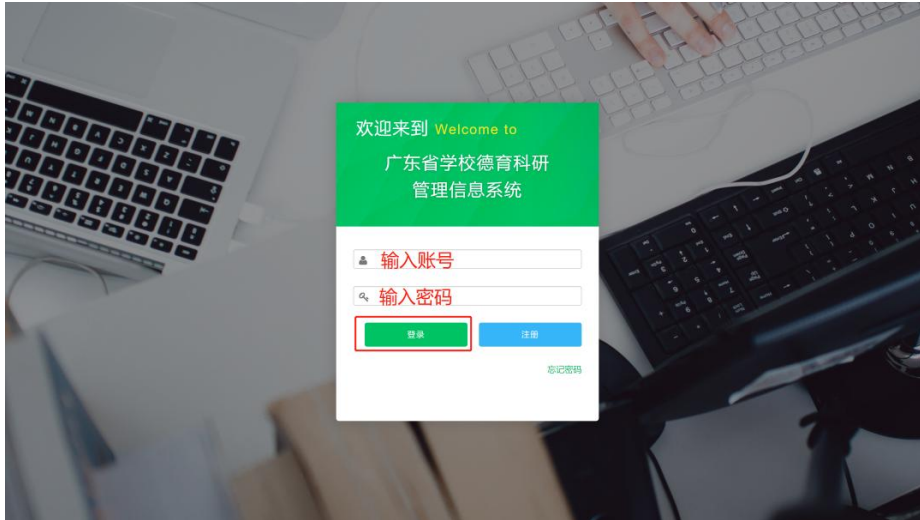 欢迎来到 Welcome to
广东省学校德育科研
管理信息系统
输入账号
输入密码
登录 注册
忘记密码